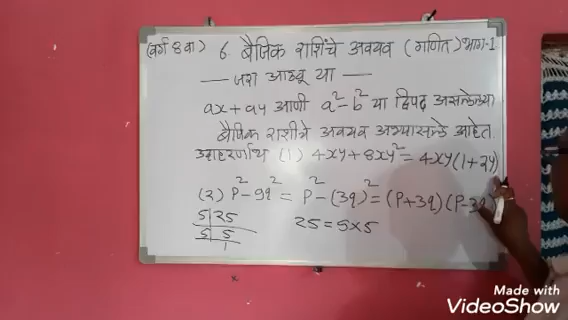 (वर्ग 8 वा) 6. बैजिक राशिंचे अवयव (गणित) भाग-1
— जरा आठवू या —
ax + ay आणी a² - b² या द्विपद असलेल्या
बैजिक राशीचे अवयव अभ्यासले आहेत.
उदाहरणार्थ (1) 4xy + 8xy² = 4xy (1 + 2y)
(2) P² - 9q² = P² - (3q)² = (P + 3q) (P - 3q)
5 | 25
5 | 5
1
25 = 5 × 5
Made with
VideoShow